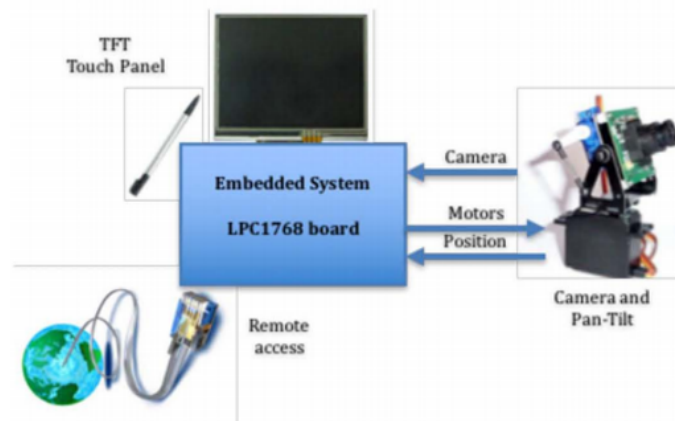 TFT
Touch Panel
Embedded System
LPC1768 board
Camera
Motors
Position
Camera and
Pan-Tilt
Remote
access